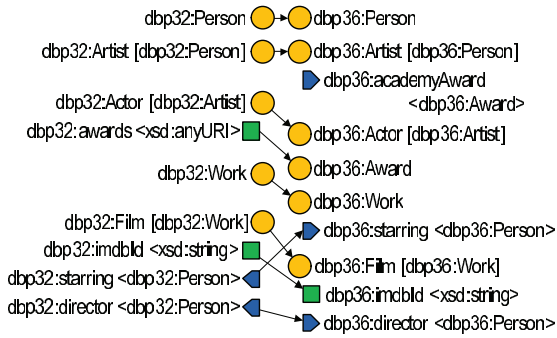 dbp32:Person dbp36:Person
dbp32:Artist [dbp32:Person] dbp36:Artist [dbp36:Person]
dbp36:academyAward
<dbp36:Award>
dbp32:Actor [dbp32:Artist]
dbp32:awards <xsd:anyURI> dbp36:Actor [dbp36:Artist]
dbp36:Award
dbp32:Work
dbp36:Work
dbp32:Film [dbp32:Work]
dbp36:starring <dbp36:Person>
dbp32:imdbId <xsd:string>
dbp36:Film [dbp36:Work]
dbp32:starring <dbp32:Person>
dbp36:imdbId <xsd:string>
dbp32:director <dbp32:Person>
dbp36:director <dbp36:Person>